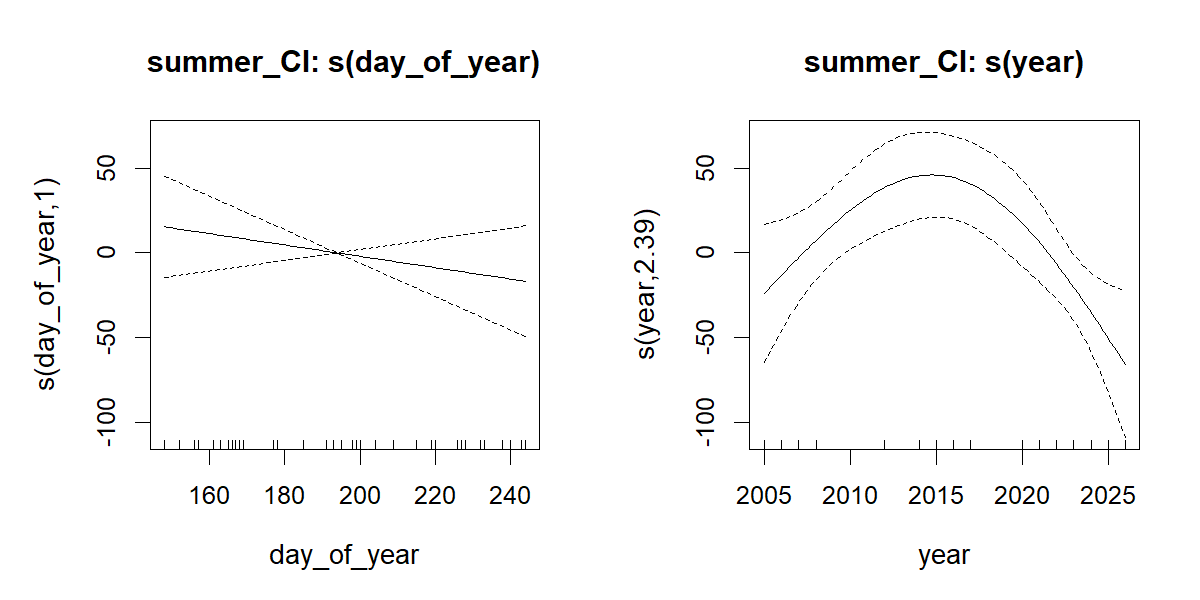 summer_Cl: s(day_of_year)
s(day_of_year,1)
50
0
-50
-100
160 180 200 220 240
day_of_year
summer_Cl: s(year)
s(year,2.39)
50
0
-50
-100
2005 2010 2015 2020 2025
year